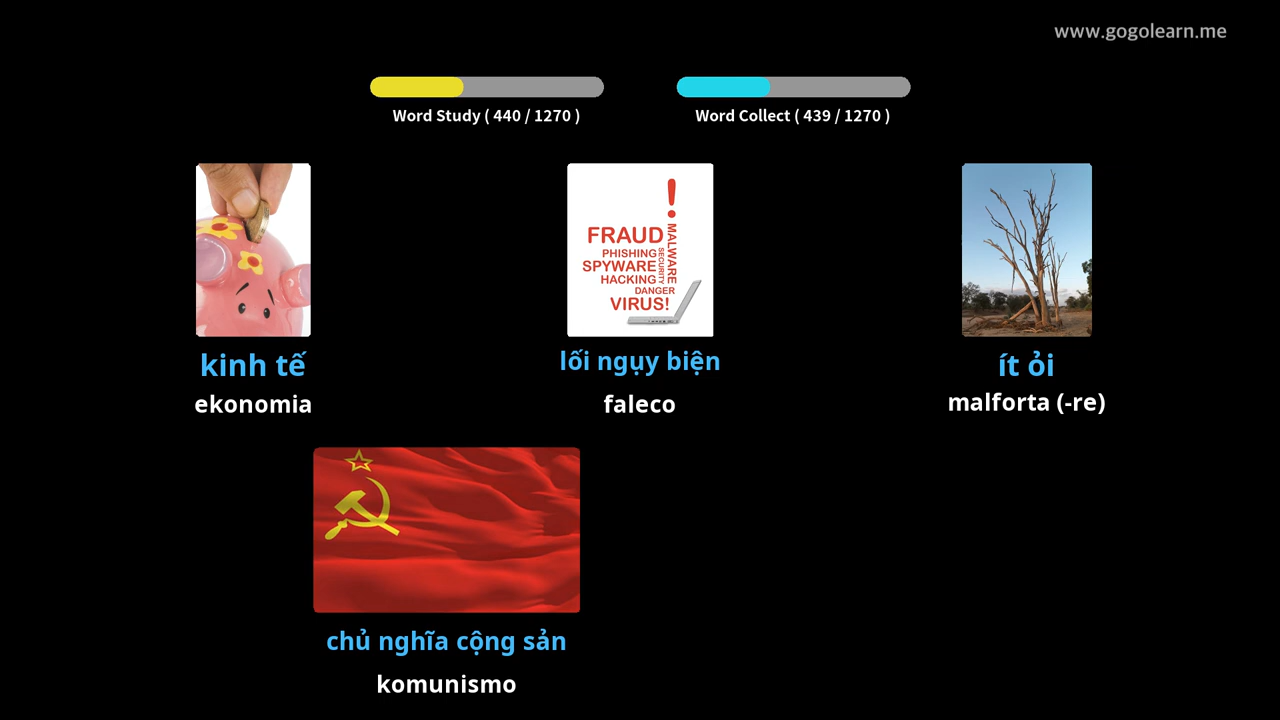 www.gogolearn.me
Word Study ( 440 / 1270 )
Word Collect ( 439 / 1270 )
!
FRAUD
MALWARE
PHISHING
SECURITY
SPYWARE
HACKING
DANGER
VIRUS!
kinh tế
lối ngụy biện
ít ỏi
ekonomia
faleco
malforta (-re)
chủ nghĩa cộng sản
komunismo